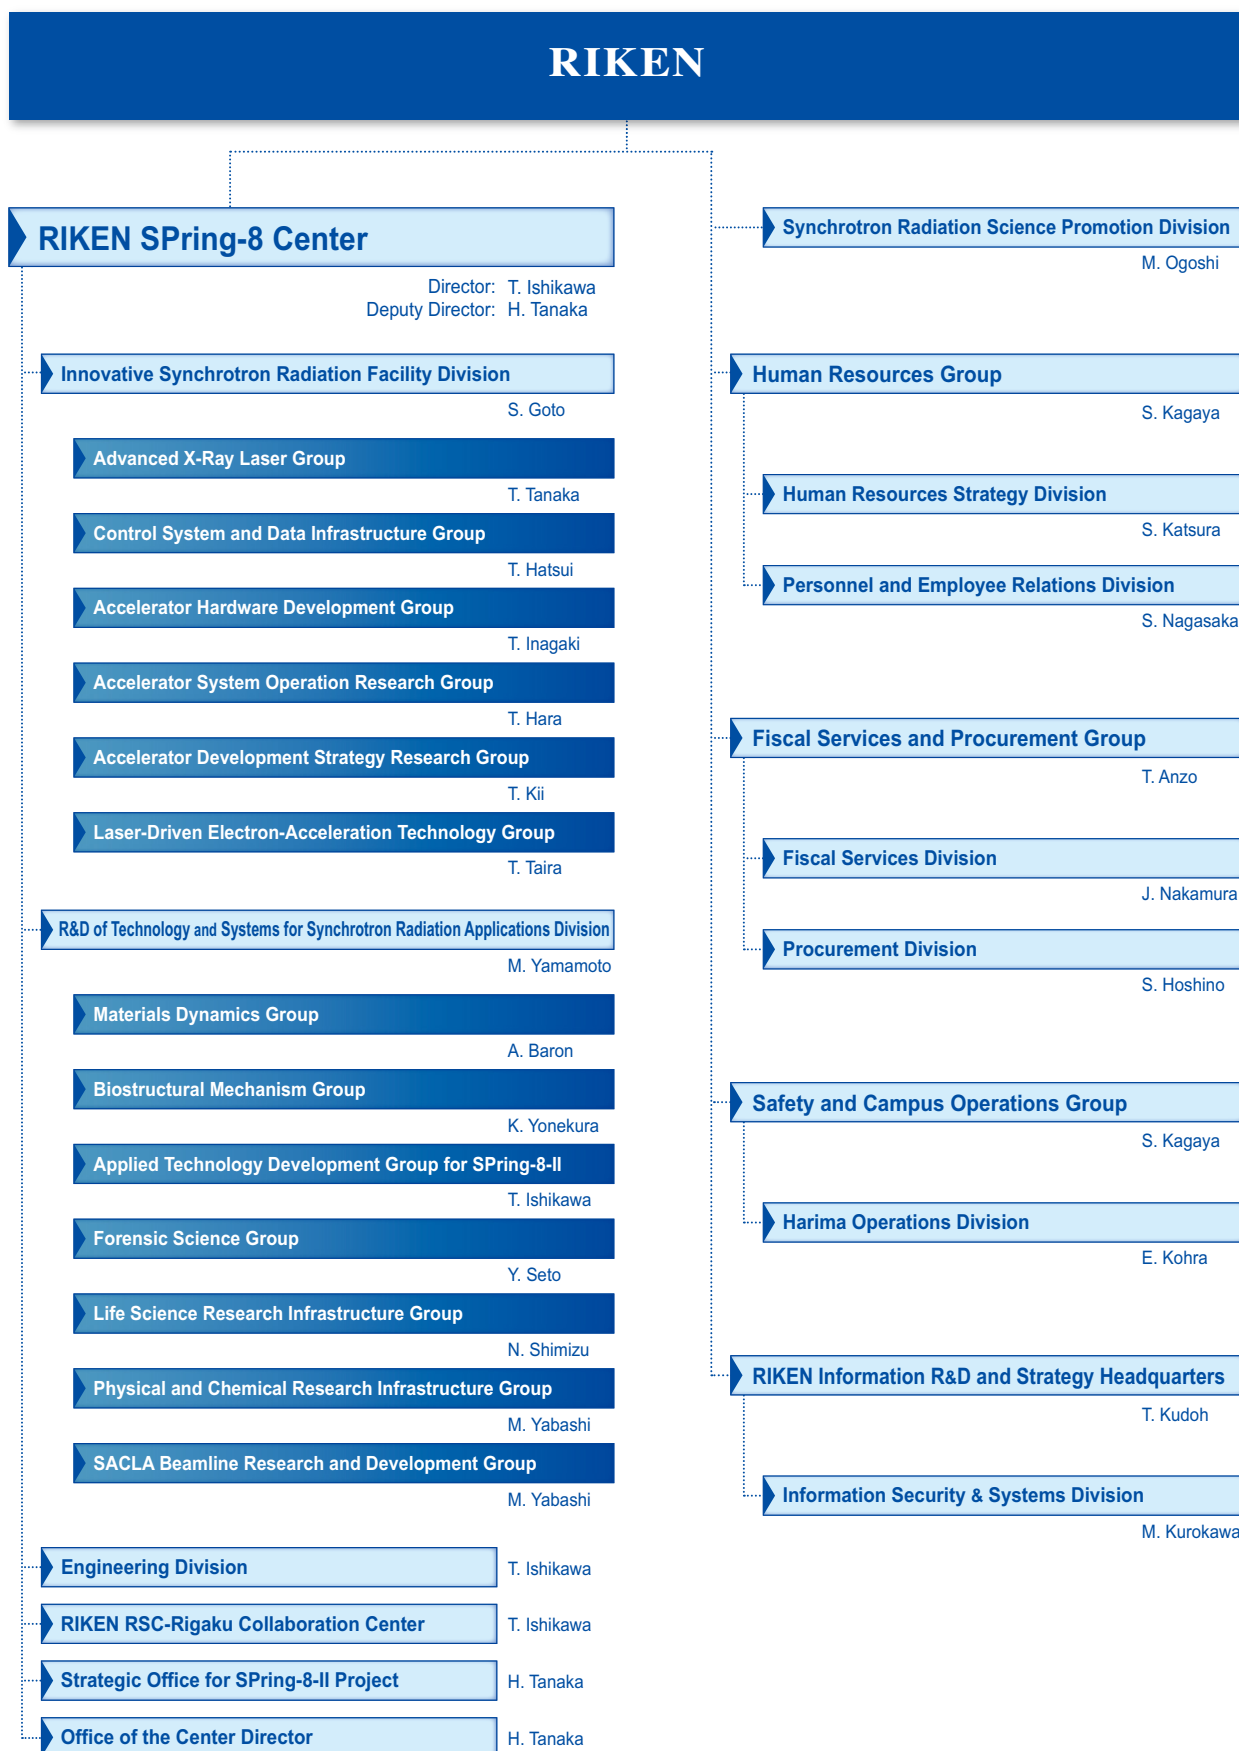 RIKEN
RIKEN SPring-8 Center
Director: T. Ishikawa
Deputy Director: H. Tanaka
Innovative Synchrotron Radiation Facility Division
S. Goto
Advanced X-Ray Laser Group
T. Tanaka
Control System and Data Infrastructure Group
T. Hatsui
Accelerator Hardware Development Group
T. Inagaki
Accelerator System Operation Research Group
T. Hara
Accelerator Development Strategy Research Group
T. Kii
Laser-Driven Electron-Acceleration Technology Group
T. Taira
R&D of Technology and Systems for Synchrotron Radiation Applications Division
M. Yamamoto
Materials Dynamics Group
A. Baron
Biostructural Mechanism Group
K. Yonekura
Applied Technology Development Group for SPring-8-II
T. Ishikawa
Forensic Science Group
Y. Seto
Life Science Research Infrastructure Group
N. Shimizu
Physical and Chemical Research Infrastructure Group
M. Yabashi
SACLA Beamline Research and Development Group
M. Yabashi
Engineering Division T. Ishikawa
RIKEN RSC-Rigaku Collaboration Center T. Ishikawa
Strategic Office for SPring-8-II Project H. Tanaka
Office of the Center Director H. Tanaka
Synchrotron Radiation Science Promotion Division
M. Ogoshi
Human Resources Group
S. Kagaya
Human Resources Strategy Division
S. Katsura
Personnel and Employee Relations Division
S. Nagasaka
Fiscal Services and Procurement Group
T. Anzo
Fiscal Services Division
J. Nakamura
Procurement Division
S. Hoshino
Safety and Campus Operations Group
S. Kagaya
Harima Operations Division
E. Kohra
RIKEN Information R&D and Strategy Headquarters
T. Kudoh
Information Security & Systems Division
M. Kurokawa